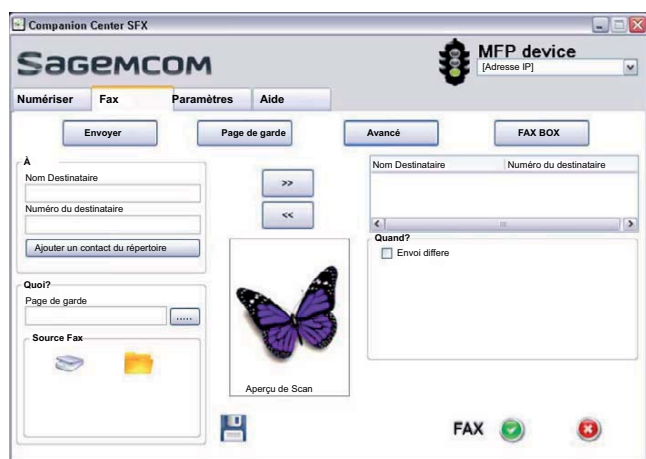 Companion Center SFX
Sagemcom
MFP device
[Adresse IP]
Numériser Fax Paramètres Aide
Envoyer Page de garde Avancé FAX BOX
À
Nom Destinataire
Numéro du destinataire
Ajouter un contact du répertoire
>>
<<
Nom Destinataire Numéro du destinataire
Quand?
Envoi differe
Quoi?
Page de garde
.....
Source Fax
Aperçu de Scan
FAX